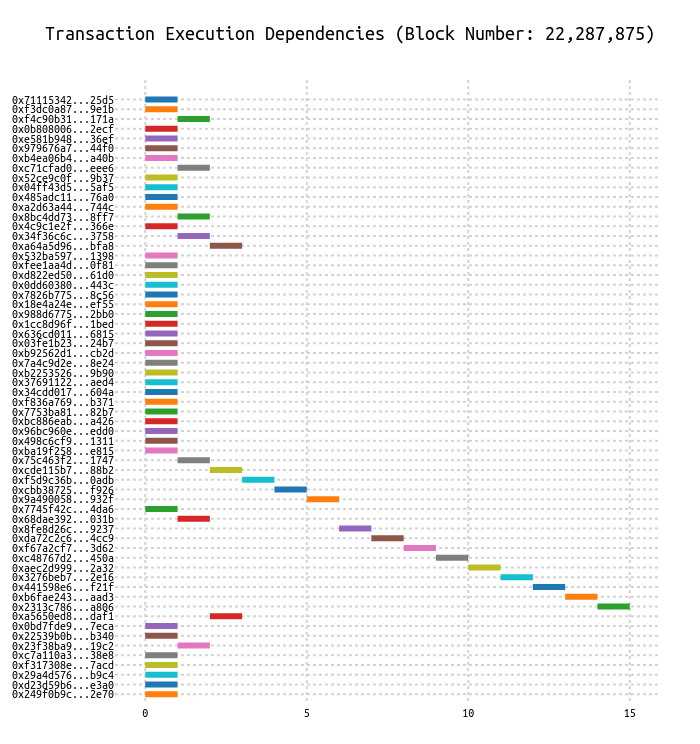 Transaction Execution Dependencies (Block Number: 22,287,875)
0x71115342...25d5
0xf3dc0a87...9e1b
0xf4c90b31...171a
0x0b808006...2ecf
0xe581b948...36ef
0x979676a7...44f0
0xb4ea06b4...a40b
0xc71cfad0...eee6
0x52ce9c0f...9b37
0x04ff43d5...5af5
0x485adc11...76a0
0xa2d63a44...744c
0x8bc4dd73...8ff7
0x4c9c1e2f...366e
0x34f36c6c...3758
0xa64a5d96...bfa8
0x532ba597...1398
0xfee1aa4d...0f81
0xd822ed50...61d0
0x0dd60380...443c
0x7826b775...8c56
0x18e4a24e...ef55
0x988d6775...2bb0
0x1cc8d96f...1bed
0x636cd011...6815
0x03fe1b23...24b7
0xb92562d1...cb2d
0x7a4c9d2e...8e24
0xb2253526...9b90
0x37691122...aed4
0x34cdd017...604a
0xf836a769...b371
0x7753ba81...82b7
0xbc886eab...a426
0x96bc960e...edd0
0x498c6cf9...1311
0xba19f258...e815
0x75c463f2...1747
0xcde115b7...88b2
0xf5d9c36b...0adb
0xcbb38725...f926
0x9a490058...932f
0x7745f42c...4da6
0x68dae392...031b
0x8fe8d26c...9237
0xda72c2c6...4cc9
0xf67a2cf7...3d62
0xc48767d2...450a
0xaec2d999...2a32
0x3276beb7...2e16
0x441598e6...f21f
0xb6fae243...aad3
0x2313c786...a806
0xa5650ed8...daf1
0x0bd7fde9...7eca
0x22539b0b...b340
0x23f38ba9...19c2
0xc7a110a3...38e8
0xf317308e...7acd
0x29a4d576...b9c4
0xd23d59b6...e3a0
0x249f0b9c...2e70
0 5 10 15